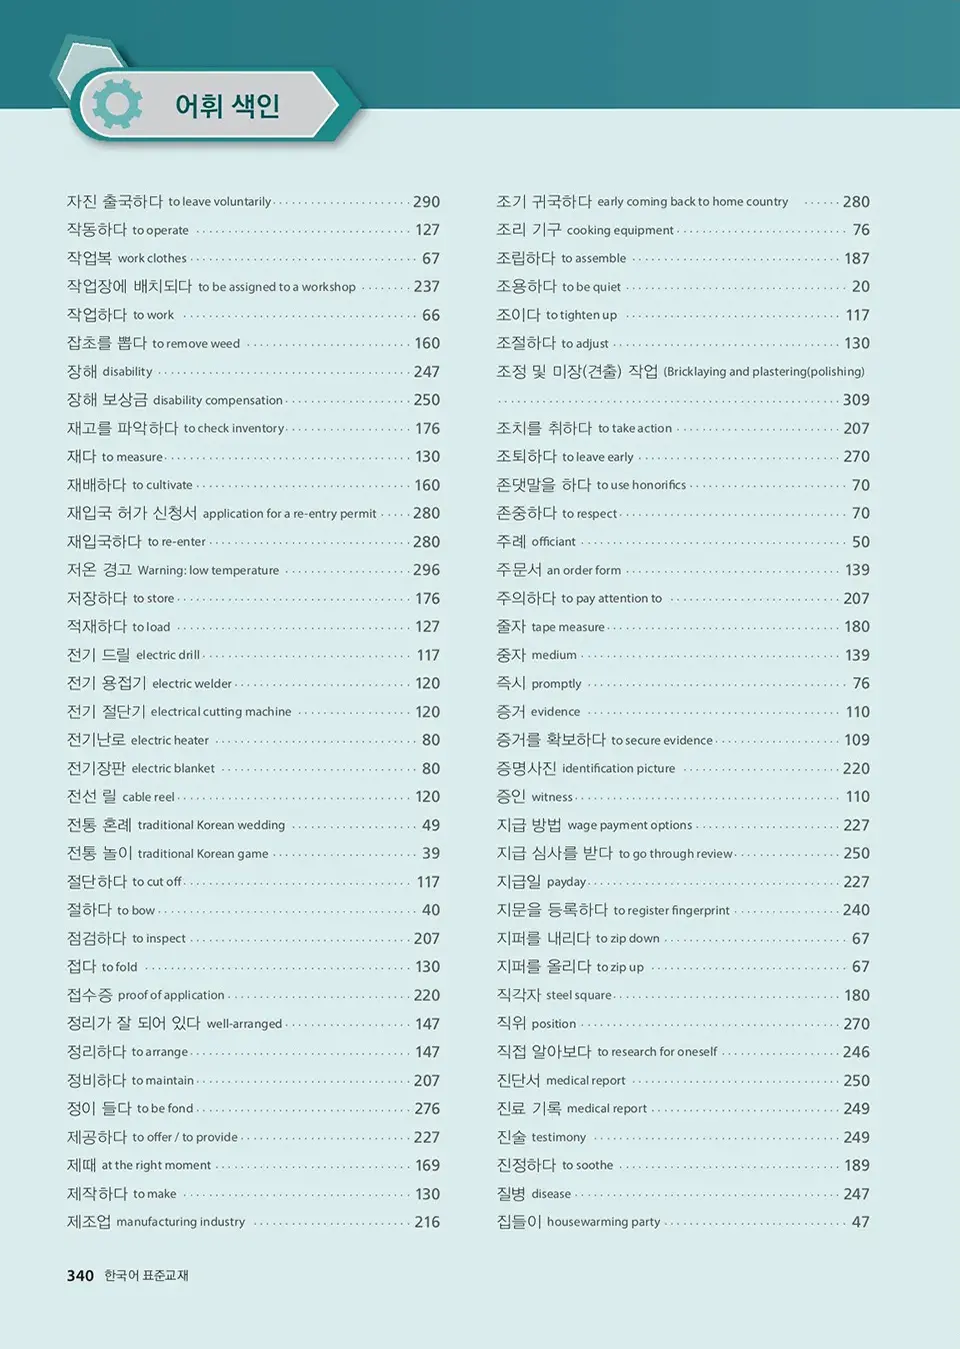 어휘 색인
자진 출국하다 to leave voluntarily 290
작동하다 to operate 127
작업복 work clothes 67
작업장에 배치되다 to be assigned to a workshop 237
작업하다 to work 66
잡초를 뽑다 to remove weed 160
장해 disability 247
장해 보상금 disability compensation 250
재고를 파악하다 to check inventory 176
재다 to measure 130
재배하다 to cultivate 160
재입국 허가 신청서 application for a re-entry permit 280
재입국하다 to re-enter 280
저온 경고 Warning: low temperature 296
저장하다 to store 176
적재하다 to load 127
전기 드릴 electric drill 117
전기 용접기 electric welder 120
전기 절단기 electrical cutting machine 120
전기난로 electric heater 80
전기장판 electric blanket 80
전선 릴 cable reel 120
전통 혼례 traditional Korean wedding 49
전통 놀이 traditional Korean game 39
절단하다 to cut off 117
절하다 to bow 40
점검하다 to inspect 207
접다 to fold 130
접수증 proof of application 220
정리가 잘 되어 있다 well-arranged 147
정리하다 to arrange 147
정비하다 to maintain 207
정이 들다 to be fond 276
제공하다 to offer / to provide 227
제때 at the right moment 169
제작하다 to make 130
제조업 manufacturing industry 216
조기 귀국하다 early coming back to home country 280
조리 기구 cooking equipment 76
조립하다 to assemble 187
조용하다 to be quiet 20
조이다 to tighten up 117
조절하다 to adjust 130
조정 및 미장(견출) 작업 (Bricklaying and plastering(polishing)
309
조치를 취하다 to take action 207
조퇴하다 to leave early 270
존댓말을 하다 to use honorifics 70
존중하다 to respect 70
주례 officiant 50
주문서 an order form 139
주의하다 to pay attention to 207
줄자 tape measure 180
중자 medium 139
즉시 promptly 76
증거 evidence 110
증거를 확보하다 to secure evidence 109
증명사진 identification picture 220
증인 witness 110
지급 방법 wage payment options 227
지급 심사를 받다 to go through review 250
지급일 payday 227
지문을 등록하다 to register fingerprint 240
지퍼를 내리다 to zip down 67
지퍼를 올리다 to zip up 67
직각자 steel square 180
직위 position 270
직접 알아보다 to research for oneself 246
진단서 medical report 250
진료 기록 medical report 249
진술 testimony 249
진정하다 to soothe 189
질병 disease 247
집들이 housewarming party 47
340 한국어 표준교재